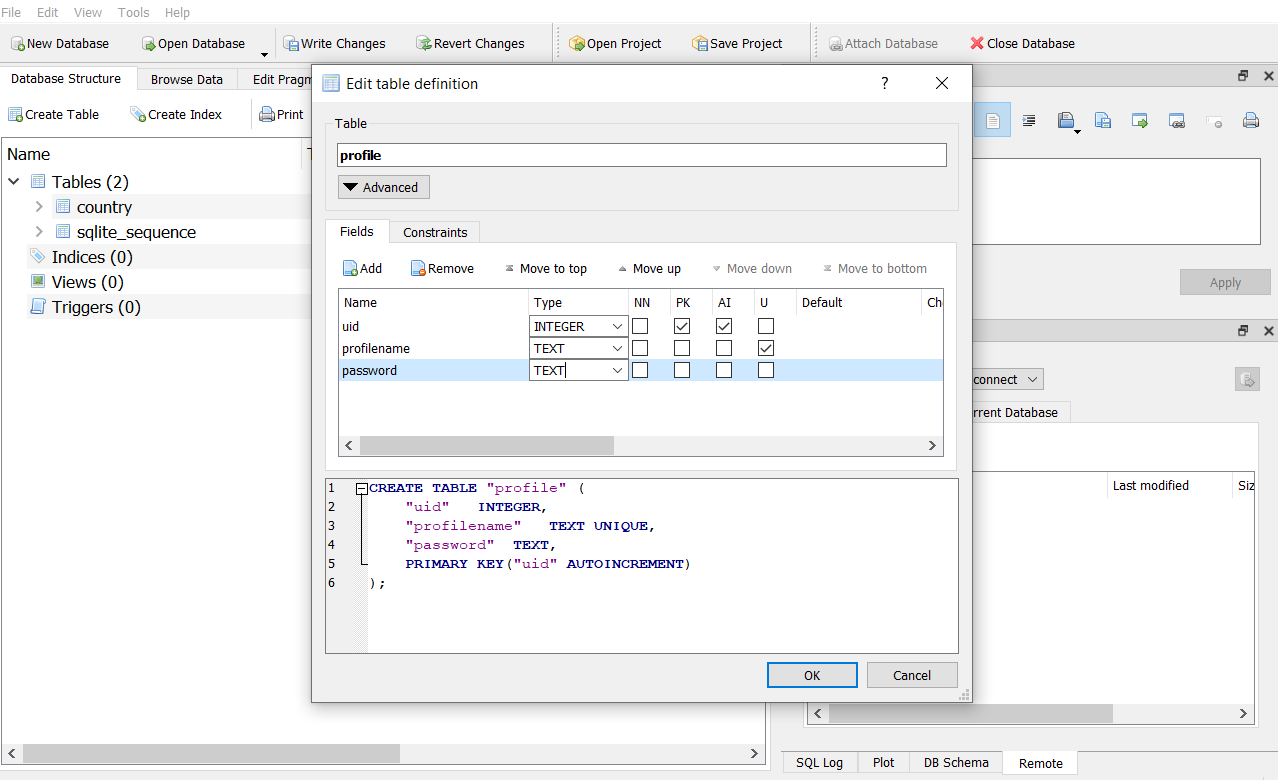 File Edit View Tools Help
New Database Open Database Write Changes Revert Changes Open Project Save Project Attach Database Close Database
Database Structure Browse Data Edit Pragm
Create Table Create Index Print
Name
Tables (2)
country
sqlite_sequence
Indices (0)
Views (0)
Triggers (0)
Edit table definition ?
Table
profile
Advanced
Fields Constraints
Add Remove Move to top Move up Move down Move to bottom
Name Type NN PK AI U Default Che
uid INTEGER
profilename TEXT
password TEXT
1 CREATE TABLE "profile" (
2 "uid" INTEGER,
3 "profilename" TEXT UNIQUE,
4 "password" TEXT,
5 PRIMARY KEY("uid" AUTOINCREMENT)
6 );
OK Cancel
Apply
connect
rrent Database
Last modified Siz
SQL Log Plot DB Schema Remote